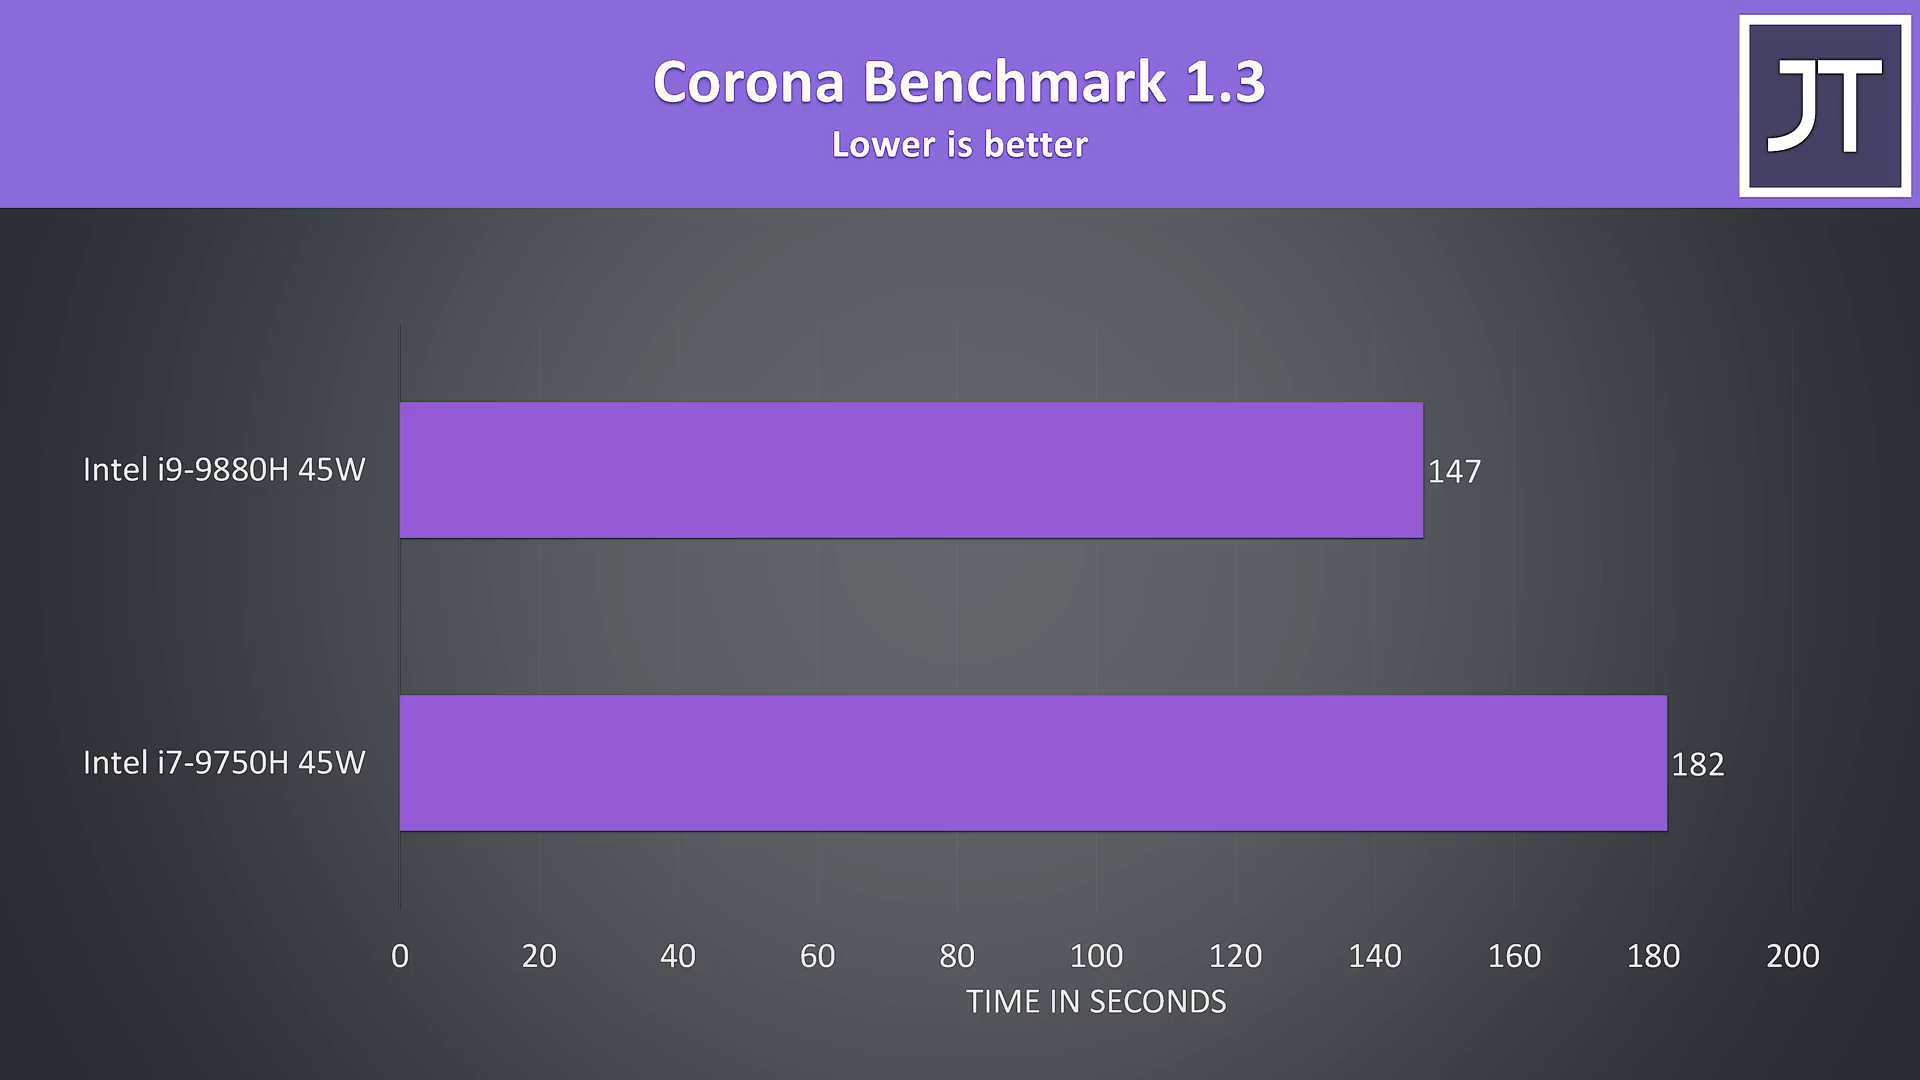 Corona Benchmark 1.3
Lower is better
JT
Intel i9-9880H 45W
147
Intel i7-9750H 45W
182
0 20 40 60 80 100 120 140 160 180 200
TIME IN SECONDS